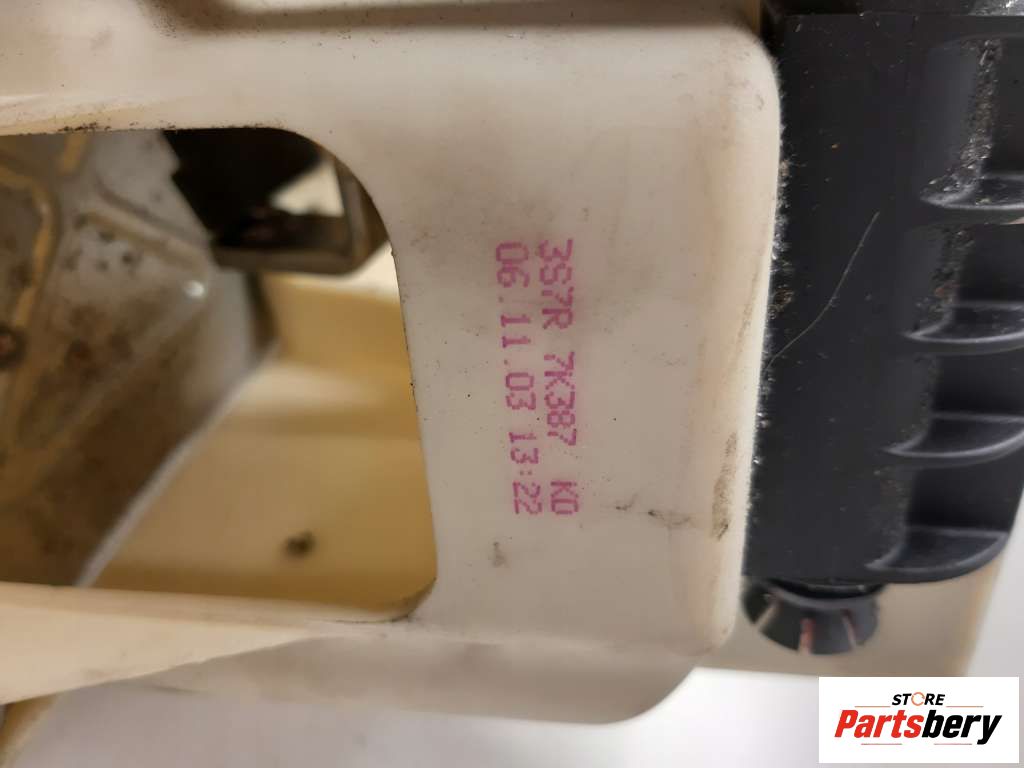 3S7R 7K387 KD
06.11.03 13:22
STORE
Partsbery